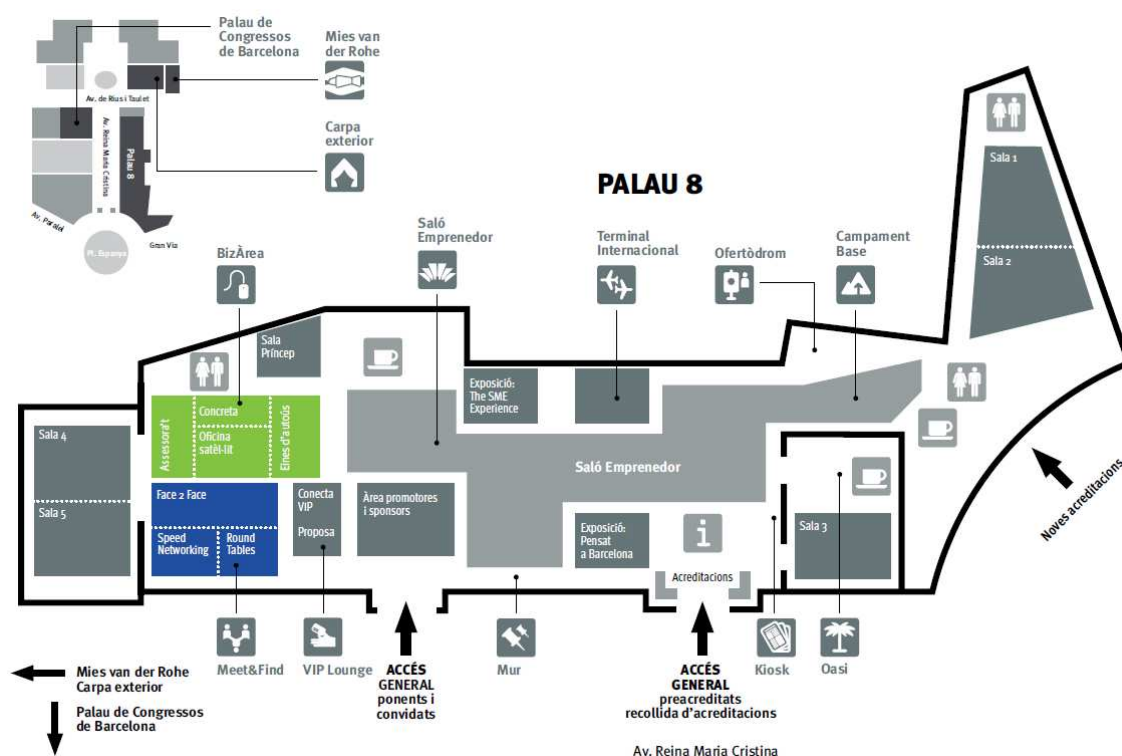 Palau de
Congressos
de Barcelona
Mies van
der Rohe
Av. de Rius i Taulet
Carpa
exterior
Av. Reina Maria Cristina
Palau 8
Av. Paralel
Gran Via
Pl. Espanya
PALAU 8
BizÀrea
Saló
Emprenedor
Terminal
Internacional
Ofertòdrom
Campament
Base
Sala 1
Sala 2
Sala
Príncep
Exposició:
The SME
Experience
Assessora't
Concreta
Oficina
satèl·lit
Eines d'autoús
Sala 4
Sala 5
Saló Emprenedor
Face 2 Face
Speed
Networking
Round
Tables
Conecta
VIP
Proposa
Àrea promotores
i sponsors
Exposició:
Pensat
a Barcelona
i
Acreditacions
Sala 3
Noves acreditacions
Meet&Find
VIP Lounge
Mur
Kiosk
Oasi
Mies van der Rohe
Carpa exterior
Palau de Congressos
de Barcelona
ACCÉS
GENERAL
ponents i
convidats
ACCÉS
GENERAL
preacreditats
recollida d'acreditacions
Av. Reina Maria Cristina